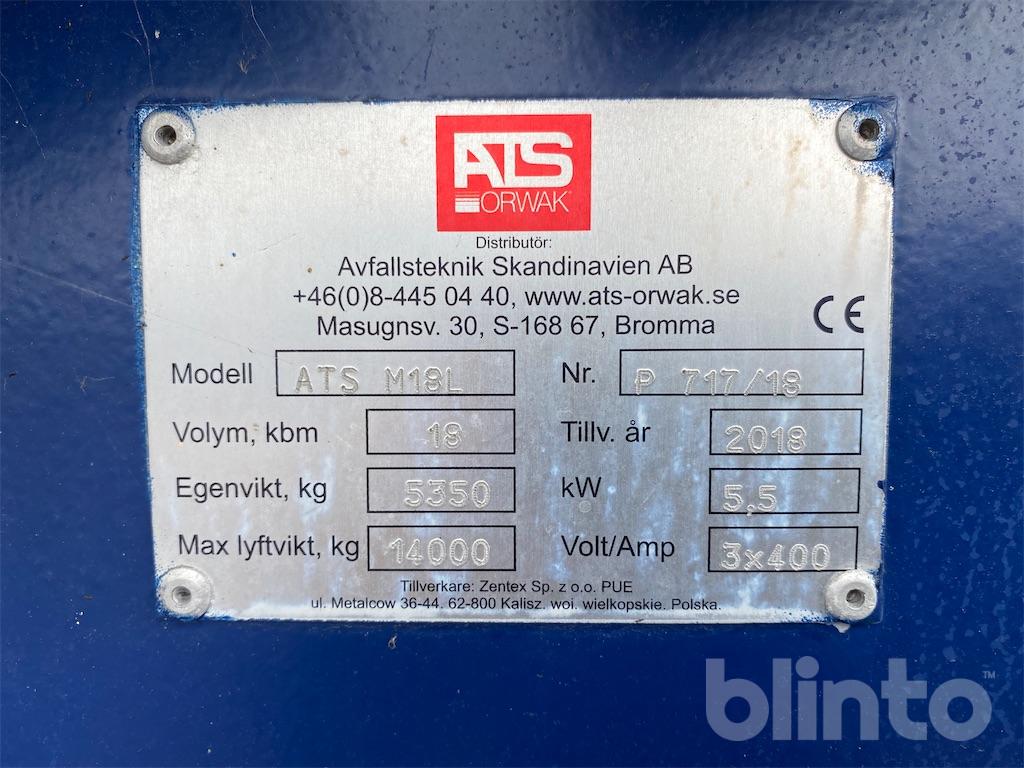 ATS
ORWAK
Distributör:
Avfallsteknik Skandinavien AB
+46(0)8-445 04 40, www.ats-orwak.se
Masugnsv. 30, S-168 67, Bromma
CE
Modell ATS M18L Nr. P 717/18
Volym, kbm 18 Tillv. år 2018
Egenvikt, kg 5350 kW 5,5
Max lyftvikt, kg 14000 Volt/Amp 3x400
Tillverkare: Zentex Sp. z o.o. PUE
ul. Metalcow 36-44. 62-800 Kalisz. woi. wielkopskie. Polska.
blinto™